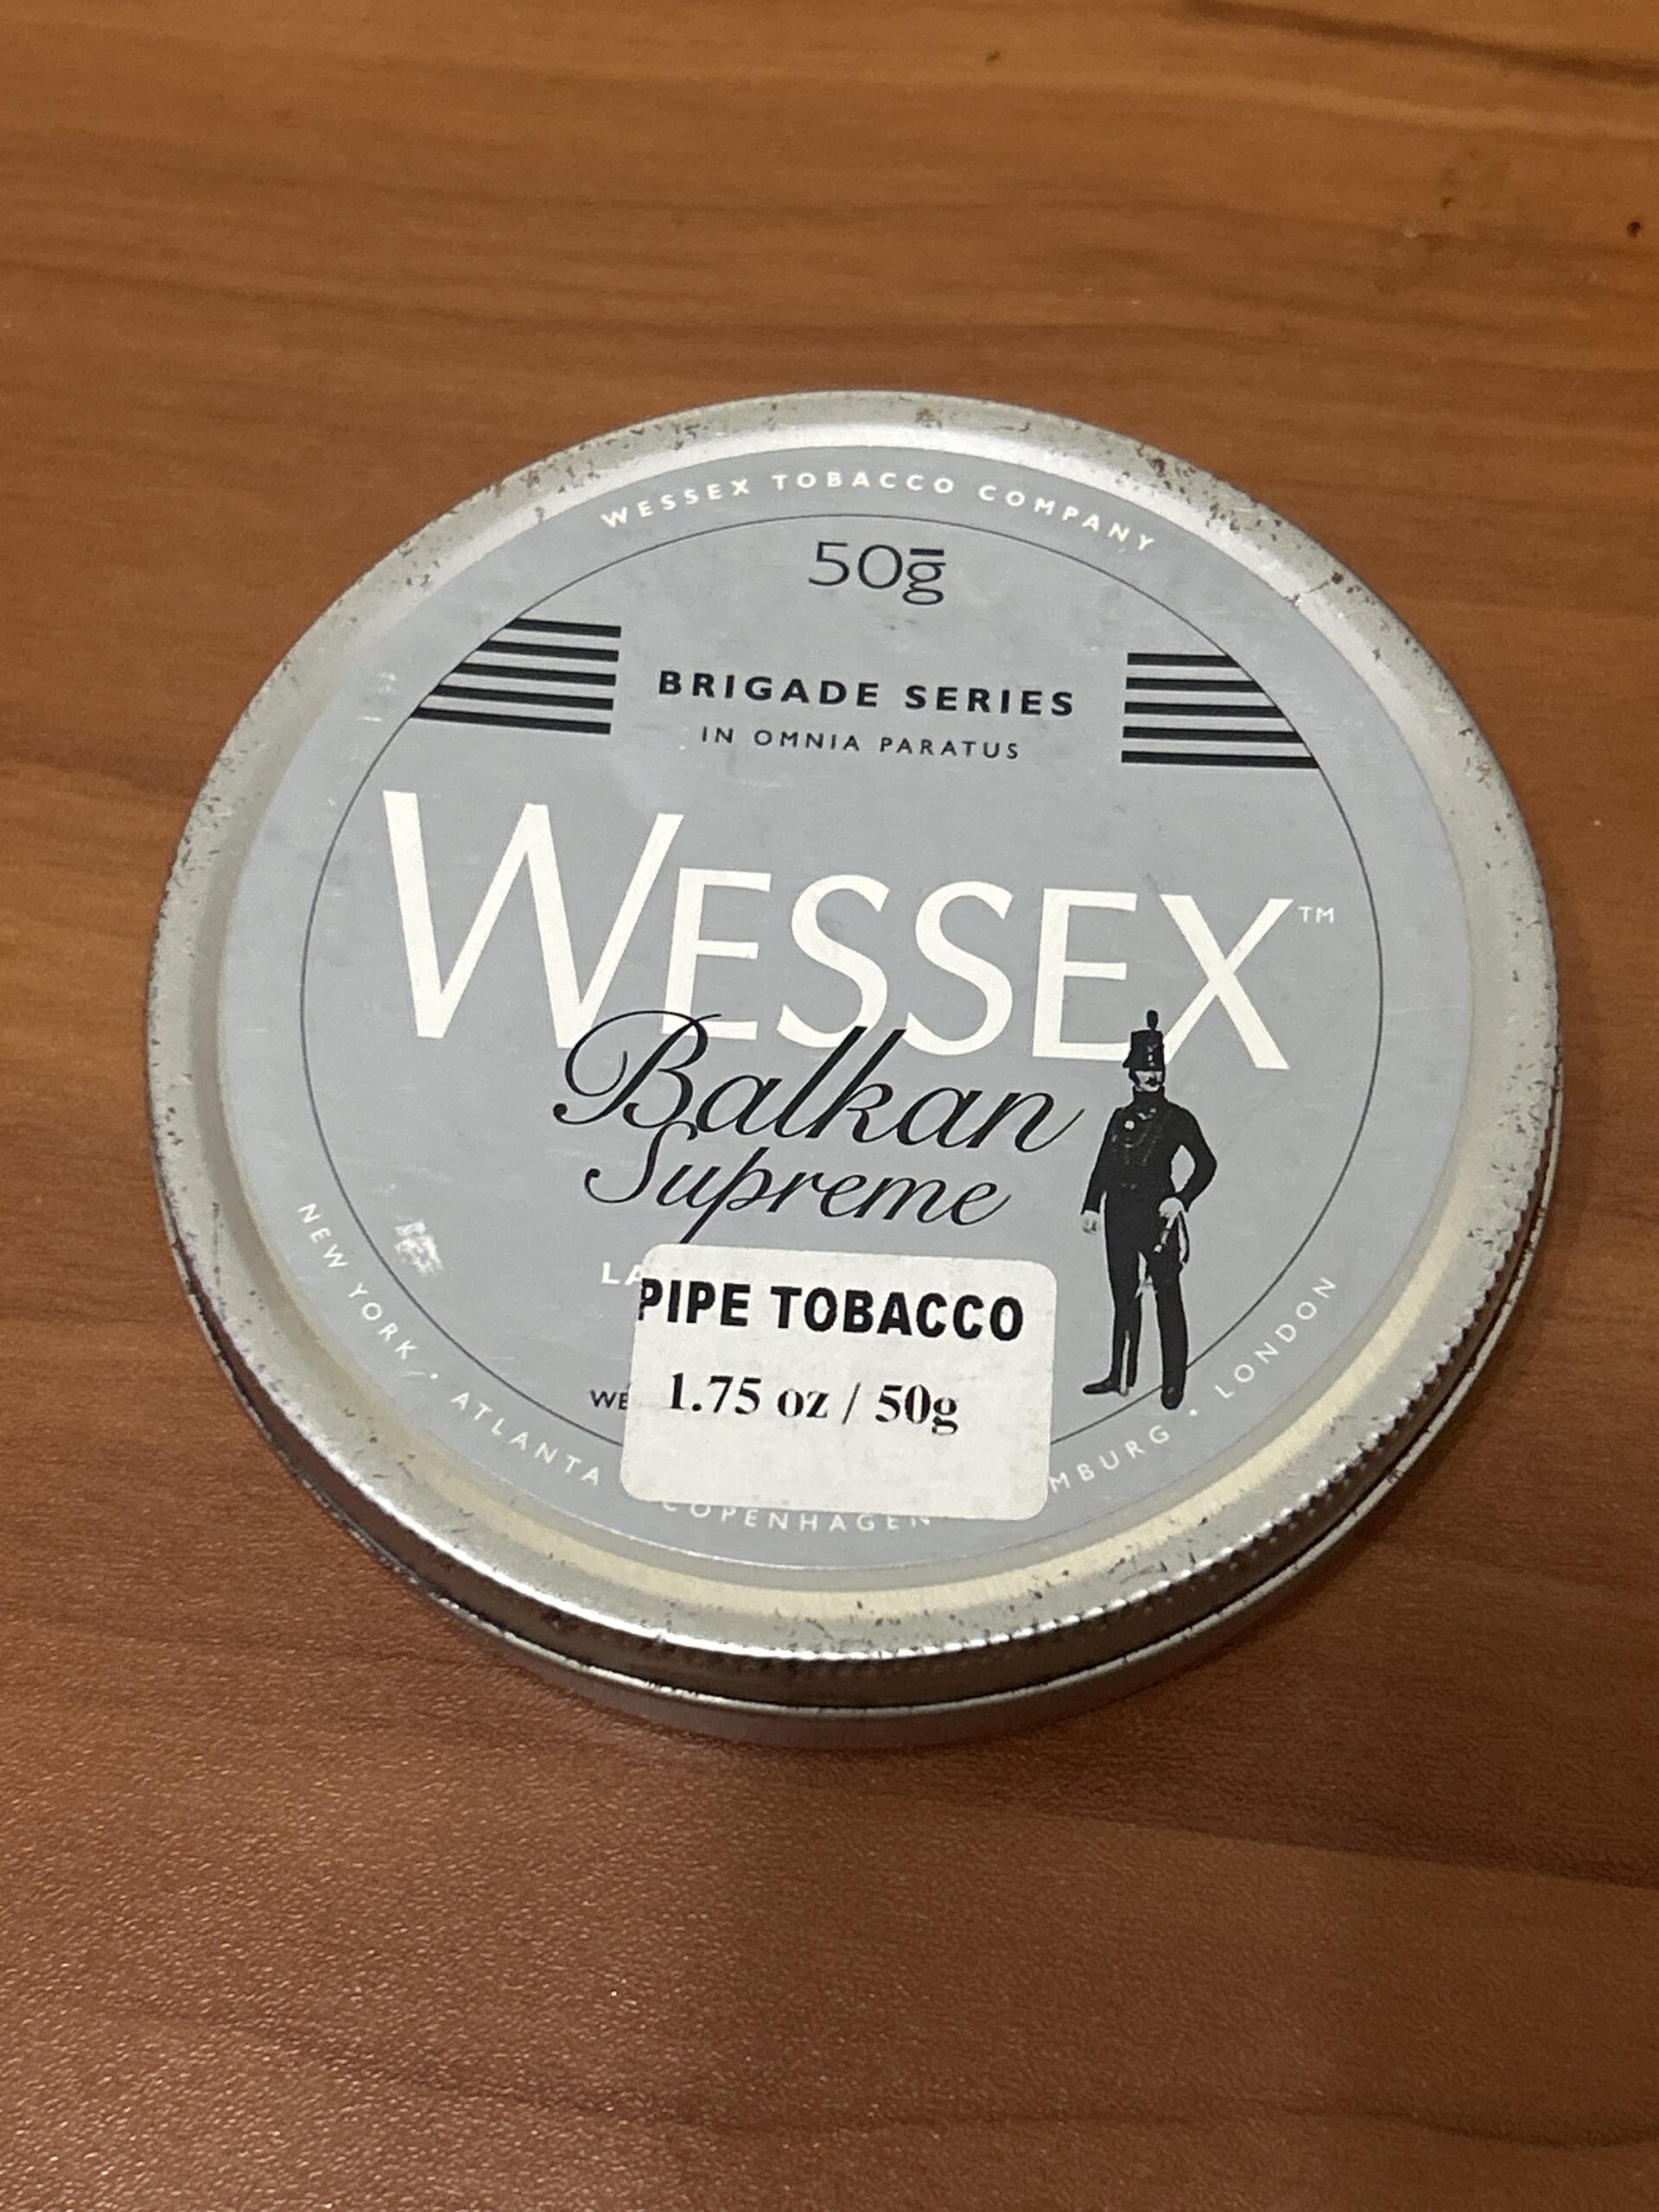 WESSEX TOBACCO COMPANY
50g
BRIGADE SERIES
IN OMNIA PARATUS
WESSEX™
Balkan
Supreme
PIPE TOBACCO
1.75 oz / 50g
NEW YORK • ATLANTA COPENHAGEN • LONDON